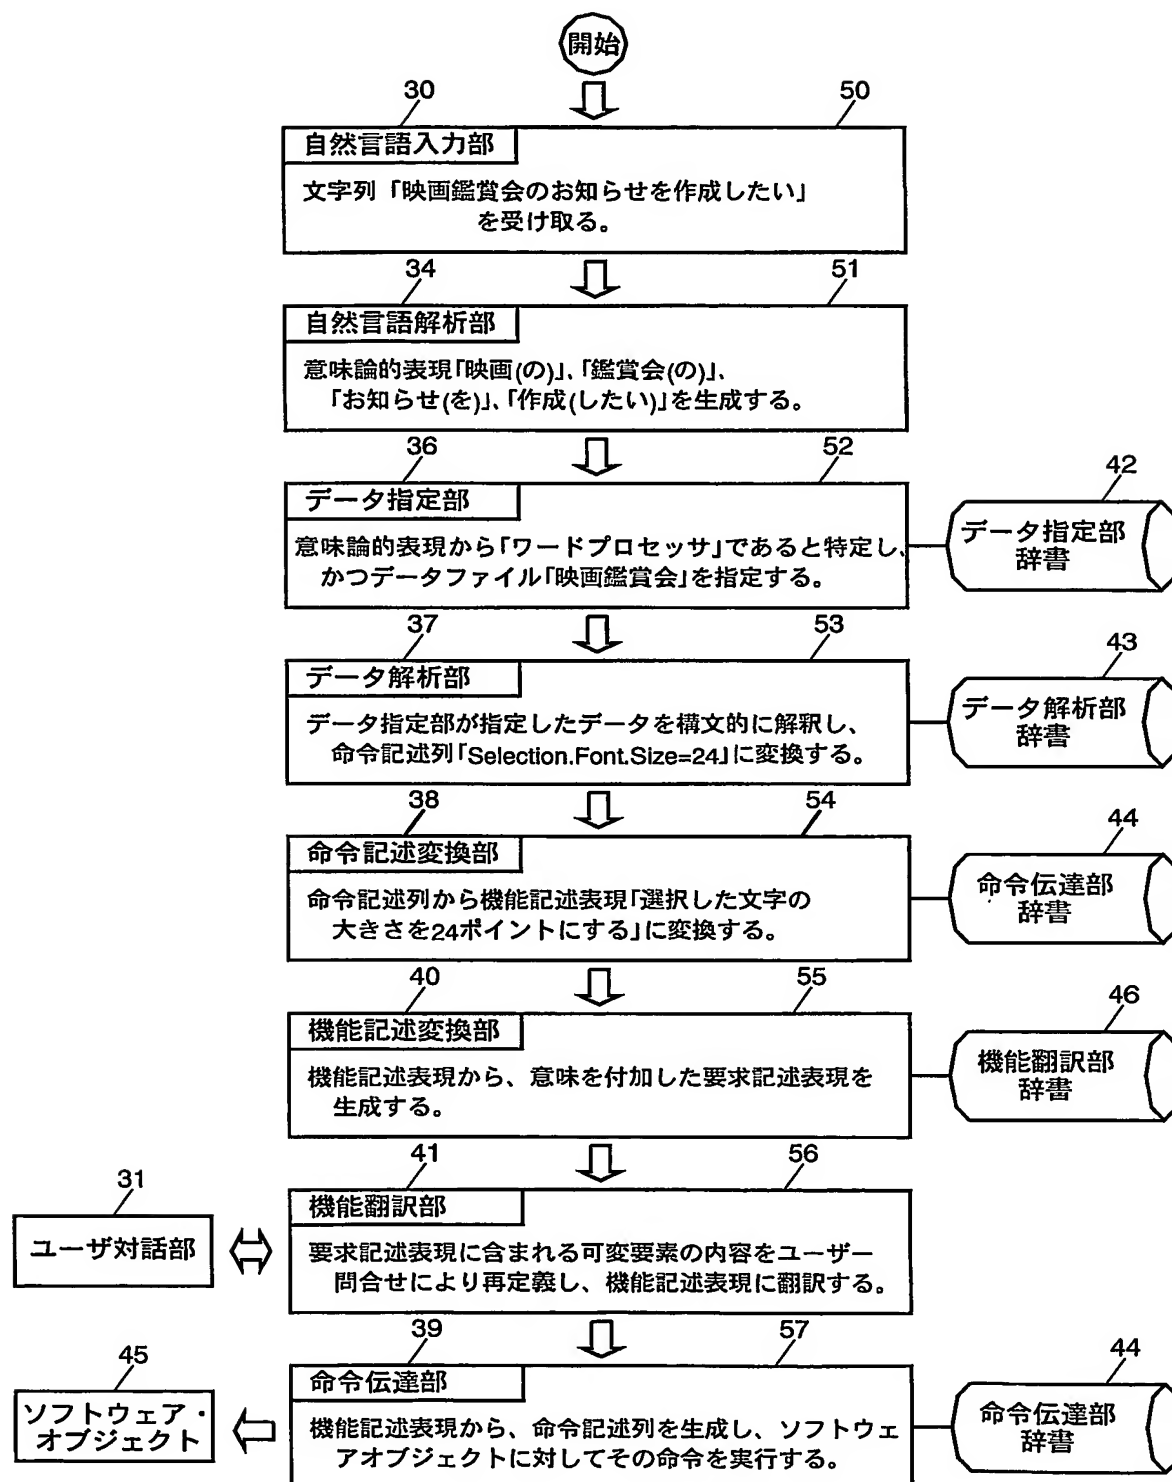 開始
30
50
自然言語入力部
文字列「映画鑑賞会のお知らせを作成したい」
を受け取る。
34
51
自然言語解析部
意味論的表現「映画(の)」、「鑑賞会(の)」、
「お知らせ(を)」、「作成(したい)」を生成する。
36
52
42
データ指定部
意味論的表現から「ワードプロセッサ」であると特定し、
かつデータファイル「映画鑑賞会」を指定する。
データ指定部
辞書
37
53
43
データ解析部
データ指定部が指定したデータを構文的に解釈し、
命令記述列「Selection.Font.Size=24」に変換する。
データ解析部
辞書
38
54
44
命令記述変換部
命令記述列から機能記述表現「選択した文字の
大きさを24ポイントにする」に変換する。
命令伝達部
辞書
40
55
46
機能記述変換部
機能記述表現から、意味を付加した要求記述表現を
生成する。
機能翻訳部
辞書
41
56
31
機能翻訳部
ユーザ対話部
要求記述表現に含まれる可変要素の内容をユーザー
問合せにより再定義し、機能記述表現に翻訳する。
39
57
45
44
命令伝達部
ソフトウェア・
オブジェクト
機能記述表現から、命令記述列を生成し、ソフトウェ
アオブジェクトに対してその命令を実行する。
命令伝達部
辞書